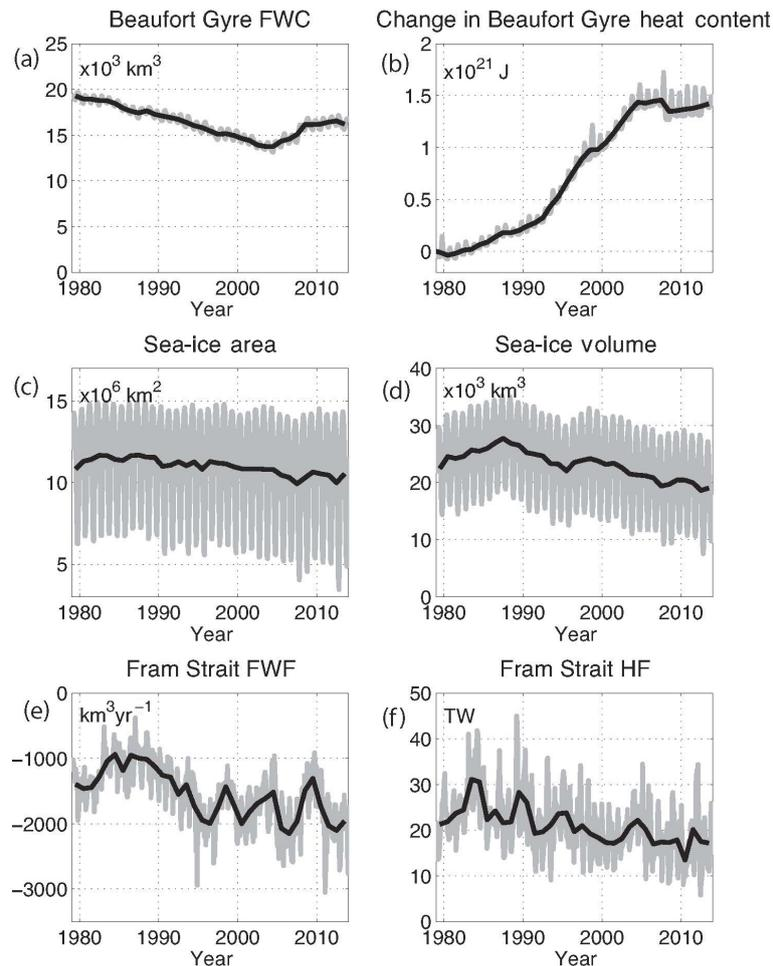 Beaufort Gyre FWC
(a)
x10³ km³
25
20
15
10
5
0
1980 1990 2000 2010
Year
Change in Beaufort Gyre heat content
(b)
x10²¹ J
2
1.5
1
0.5
0
1980 1990 2000 2010
Year
Sea-ice area
(c)
x10⁶ km²
15
10
5
1980 1990 2000 2010
Year
Sea-ice volume
(d)
x10³ km³
40
30
20
10
0
1980 1990 2000 2010
Year
Fram Strait FWF
(e)
km³yr⁻¹
0
−1000
−2000
−3000
1980 1990 2000 2010
Year
Fram Strait HF
(f)
TW
50
40
30
20
10
0
1980 1990 2000 2010
Year